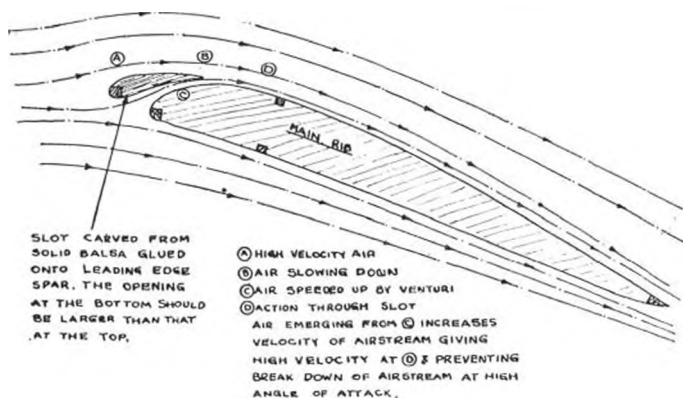 Ⓐ
Ⓑ
Ⓓ
Ⓒ
MAIN RIB
SLOT CARVED FROM
SOLID BALSA GLUED
ONTO LEADING EDGE
SPAR. THE OPENING
AT THE BOTTOM SHOULD
BE LARGER THAN THAT
AT THE TOP.
Ⓐ HIGH VELOCITY AIR
Ⓑ AIR SLOWING DOWN
Ⓒ AIR SPEEDED UP BY VENTURI
Ⓓ ACTION THROUGH SLOT
AIR EMERGING FROM Ⓒ INCREASES
VELOCITY OF AIRSTREAM GIVING
HIGH VELOCITY AT Ⓓ & PREVENTING
BREAK DOWN OF AIRSTREAM AT HIGH
ANGLE OF ATTACK.